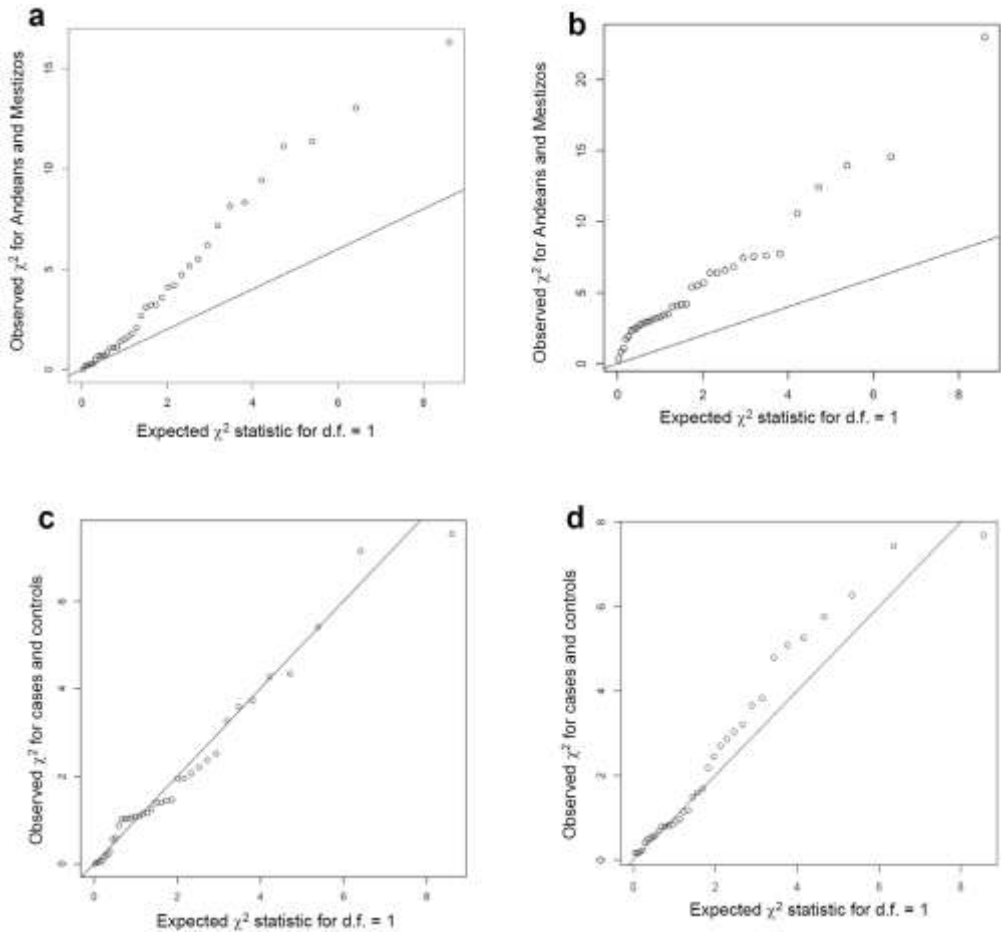 a
Observed χ² for Andeans and Mestizos
15
10
5
0
0 2 4 6 8
Expected χ² statistic for d.f. = 1
b
Observed χ² for Andeans and Mestizos
20
15
10
5
0
0 2 4 6 8
Expected χ² statistic for d.f. = 1
c
Observed χ² for cases and controls
6
4
2
0
0 2 4 6 8
Expected χ² statistic for d.f. = 1
d
Observed χ² for cases and controls
8
6
4
2
0
0 2 4 6 8
Expected χ² statistic for d.f. = 1